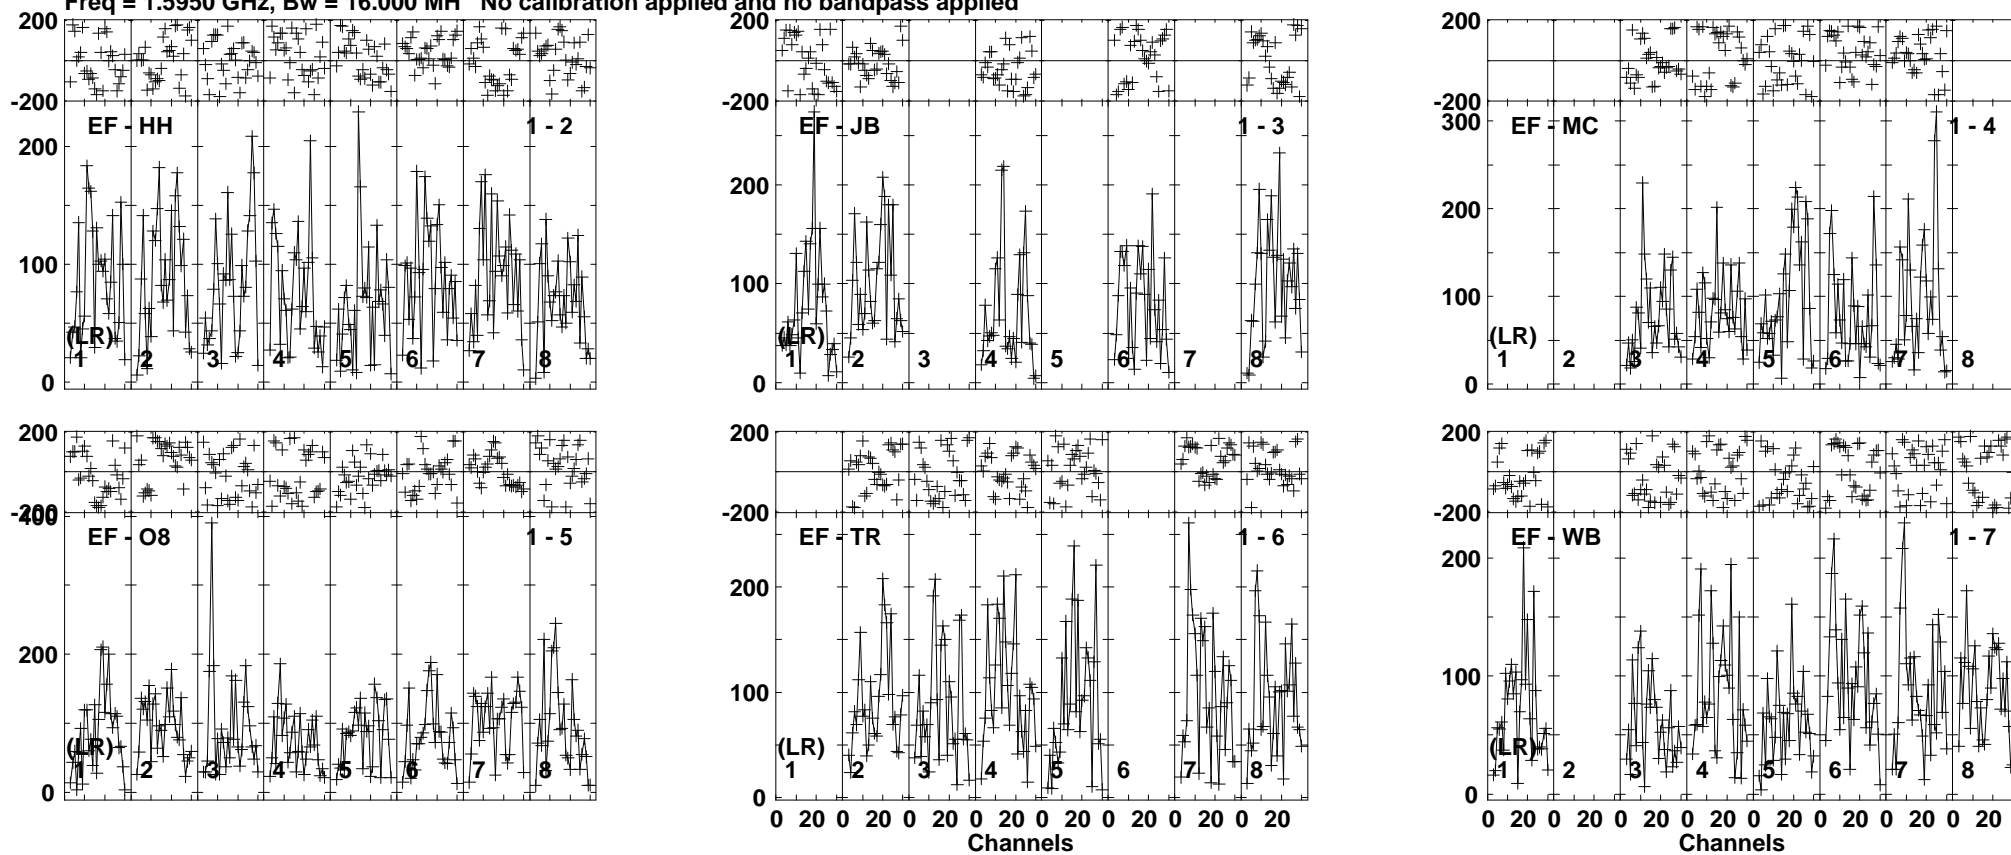 Freq = 1.5950 GHz, Bw = 16.000 MH No calibration applied and no bandpass applied
200
-200
EF - HH 1 - 2
200
100
0
(LR)
1 2 3 4 5 6 7 8
200
-200
EF - JB 1 - 3
200
100
0
(LR)
1 2 3 4 5 6 7 8
200
-200
EF - MC 1 - 4
300
200
100
0
(LR)
1 2 3 4 5 6 7 8
200
-200
EF - O8 1 - 5
400
200
0
(LR)
1 2 3 4 5 6 7 8
200
-200
EF - TR 1 - 6
200
100
0
(LR)
1 2 3 4 5 6 7 8
0 20 0 20 0 20 0 20 0 20 0 20 0 20 0 20
Channels
200
-200
EF - WB 1 - 7
200
100
0
(LR)
1 2 3 4 5 6 7 8
0 20 0 20 0 20 0 20 0 20 0 20 0 20 0 20
Channels